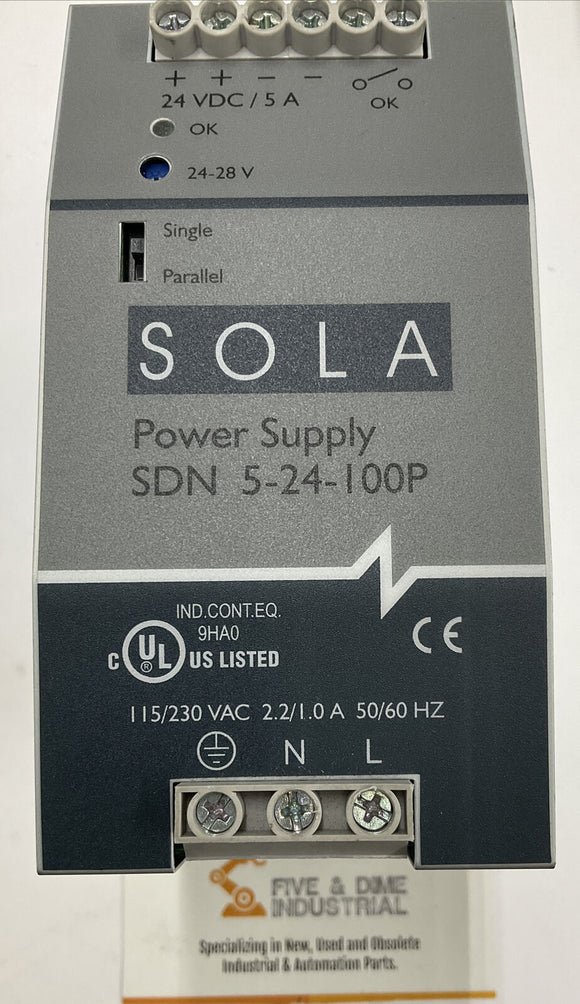 + + − −
24 VDC / 5 A
OK
OK
24-28 V
Single
Parallel
SOLA
Power Supply
SDN 5-24-100P
IND.CONT.EQ.
9HA0
C UL ® US LISTED
CE
115/230 VAC 2.2/1.0 A 50/60 HZ
N L
FIVE & DIME
INDUSTRIAL
Specializing in New, Used and Obsolete
Industrial & Automation Parts.